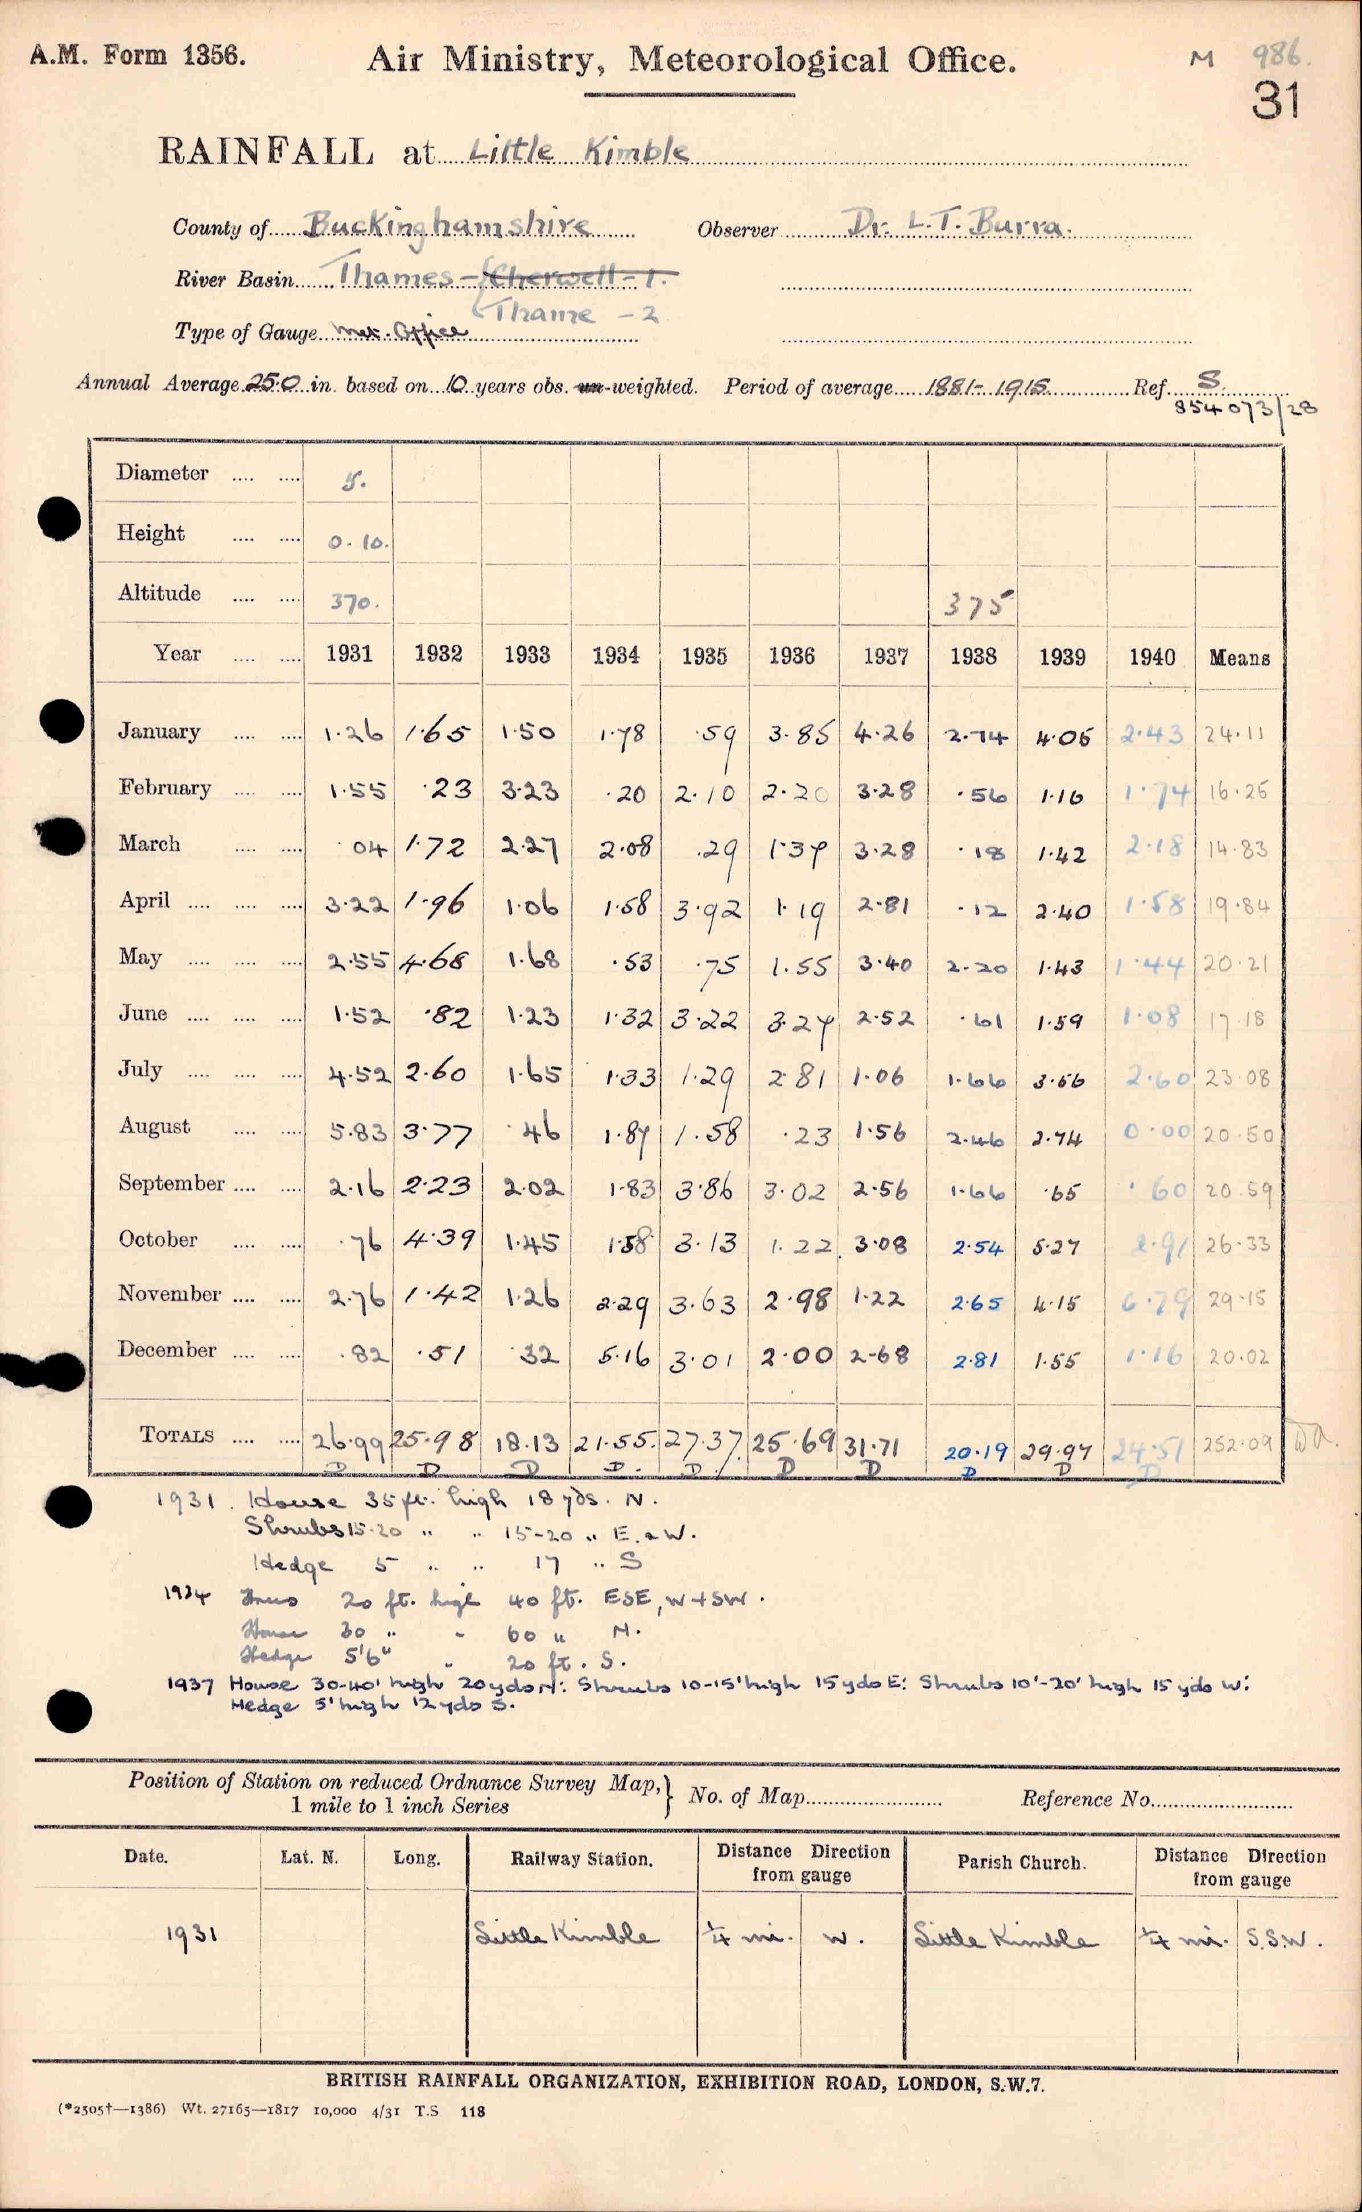 A.M. Form 1356.
Air Ministry, Meteorological Office.
M 986.
31
RAINFALL at Little Kimble
County of Buckinghamshire Observer Dr. L.T. Burra.
River Basin Thames - { Cherwell - 1.
Thame - 2
Type of Gauge Met. Office
Annual Average 25.0 in. based on 10 years obs. un-weighted. Period of average 1881-1915 Ref. S.
854073/28
Diameter .... .... 5.
Height .... .... 0.10.
Altitude .... .... 370. 375
Year .... .... 1931 1932 1933 1934 1935 1936 1937 1938 1939 1940 Means
January .... .... 1.26 1.65 1.50 1.78 .59 3.85 4.26 2.74 4.05 2.43 24.11
February .... .... 1.55 .23 3.23 .20 2.10 2.20 3.28 .56 1.16 1.74 16.25
March .... .... .04 1.72 2.27 2.08 .29 1.37 3.28 .18 1.42 2.18 14.83
April .... .... .... 3.22 1.96 1.06 1.58 3.92 1.19 2.81 .12 2.40 1.58 19.84
May .... .... .... 2.55 4.68 1.68 .53 .75 1.55 3.40 2.20 1.43 1.44 20.21
June .... .... .... 1.52 .82 1.23 1.32 3.22 3.27 2.52 .61 1.59 1.08 17.18
July .... .... .... 4.52 2.60 1.65 1.33 1.29 2.81 1.06 1.66 3.56 2.60 23.08
August .... .... 5.83 3.77 .46 1.87 1.58 .23 1.56 2.46 2.74 0.00 20.50
September .... .... 2.16 2.23 2.02 1.83 3.86 3.02 2.56 1.66 .65 .60 20.59
October .... .... .76 4.39 1.45 1.58 3.13 1.22 3.08 2.54 5.27 2.91 26.33
November .... .... 2.76 1.42 1.26 2.29 3.63 2.98 1.22 2.65 4.15 6.79 29.15
December .... .... .82 .51 .32 5.16 3.01 2.00 2.68 2.81 1.55 1.16 20.02
TOTALS .... .... 26.99 25.98 18.13 21.55. 27.37. 25.69 31.71 20.19 29.97 24.51 252.09
D D D D. D. D D D D D
1931. House 35 ft. high 18 yds. N.
Shrubs 15-20 " " 15-20 " E. & W.
Hedge 5 " " 17 " S
1934 20 ft. high 40 ft. ESE, W + SW.
House 30 " " 60 " N.
Hedge 5'6" " 20 ft. S.
1937 House 30-40' high 20 yds N: Shrubs 10-15' high 15 yds E: Shrubs 10'-20' high 15 yds W:
Hedge 5' high 12 yds S.
Position of Station on reduced Ordnance Survey Map, } No. of Map Reference No.
1 mile to 1 inch Series
Date. Lat. N. Long. Railway Station. Distance Direction from gauge Parish Church. Distance Direction from gauge
1931 Little Kimble ¼ mi. W. Little Kimble ¼ mi. S.S.W.
BRITISH RAINFALL ORGANIZATION, EXHIBITION ROAD, LONDON, S.W.7.
(*2505†—1386) Wt. 27165—1817 10,000 4/31 T.S 118